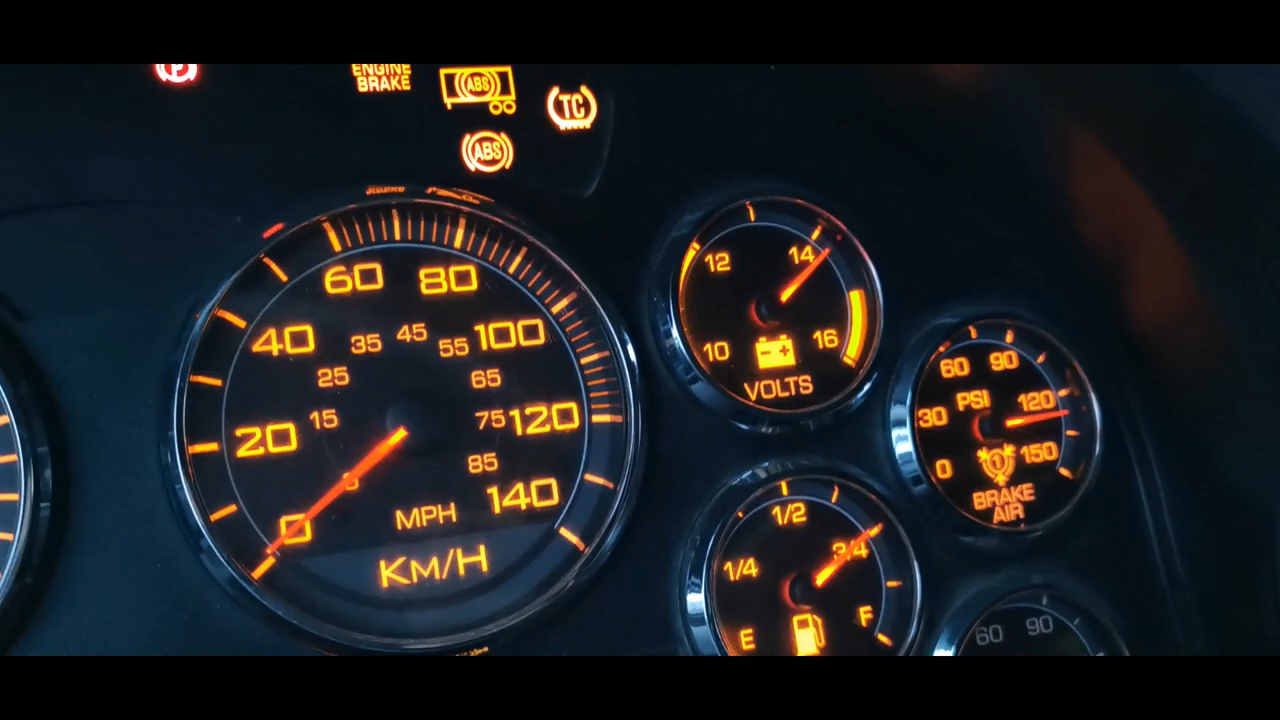 P
ENGINE
BRAKE
ABS
TC
ABS
60 80
40 100
35 45 55
25 65
20 15 75 120
5 85
0 140
MPH
KM/H
12 14
10 16
VOLTS
60 90
PSI
30 120
0 1 150
BRAKE
AIR
1/2
1/4 3/4
E F
60 90